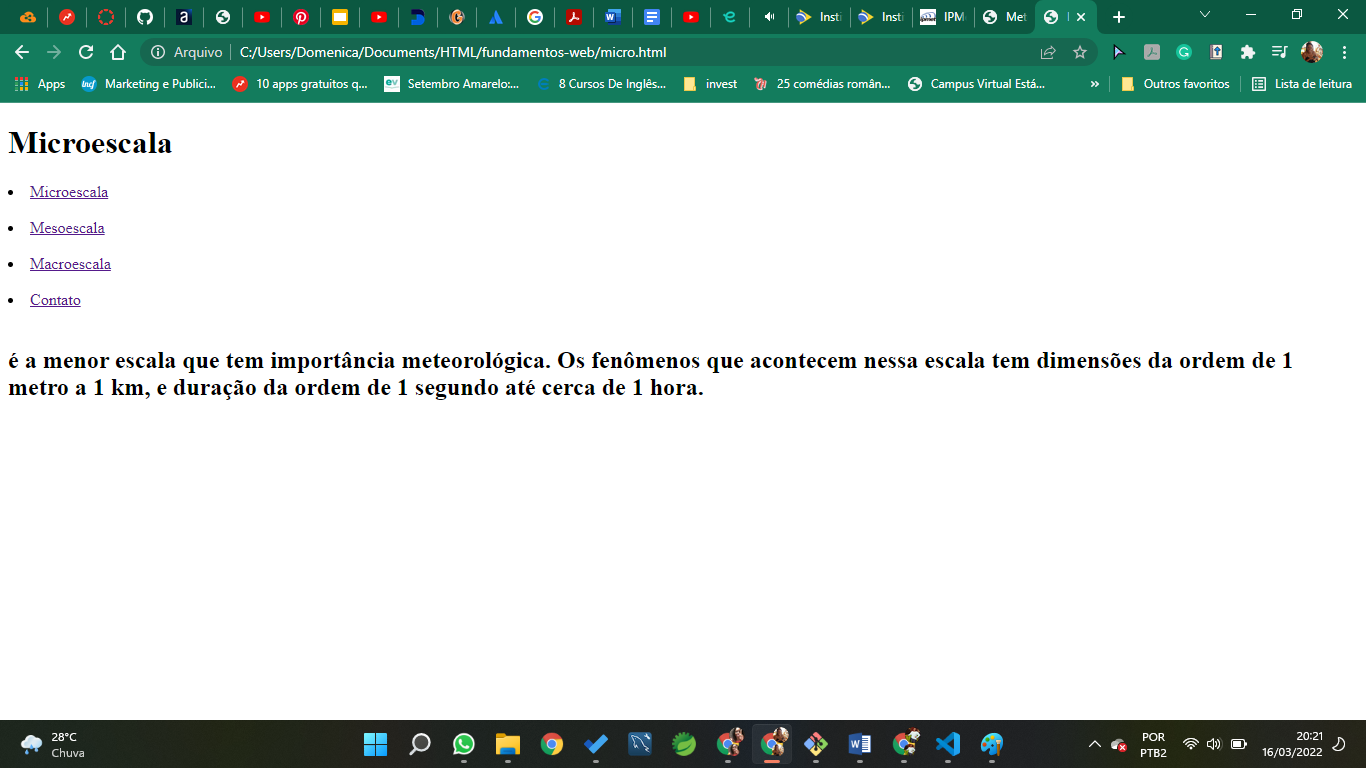 Insti
Insti
IPM
Met
Arquivo
C:/Users/Domenica/Documents/HTML/fundamentos-web/micro.html
Apps
Marketing e Publici...
10 apps gratuitos q...
Setembro Amarelo:...
8 Cursos De Inglês...
invest
25 comédias român...
Campus Virtual Está...
»
Outros favoritos
Lista de leitura
Microescala
• Microescala
• Mesoescala
• Macroescala
• Contato
é a menor escala que tem importância meteorológica. Os fenômenos que acontecem nessa escala tem dimensões da ordem de 1
metro a 1 km, e duração da ordem de 1 segundo até cerca de 1 hora.
28°C
Chuva
POR
PTB2
20:21
16/03/2022